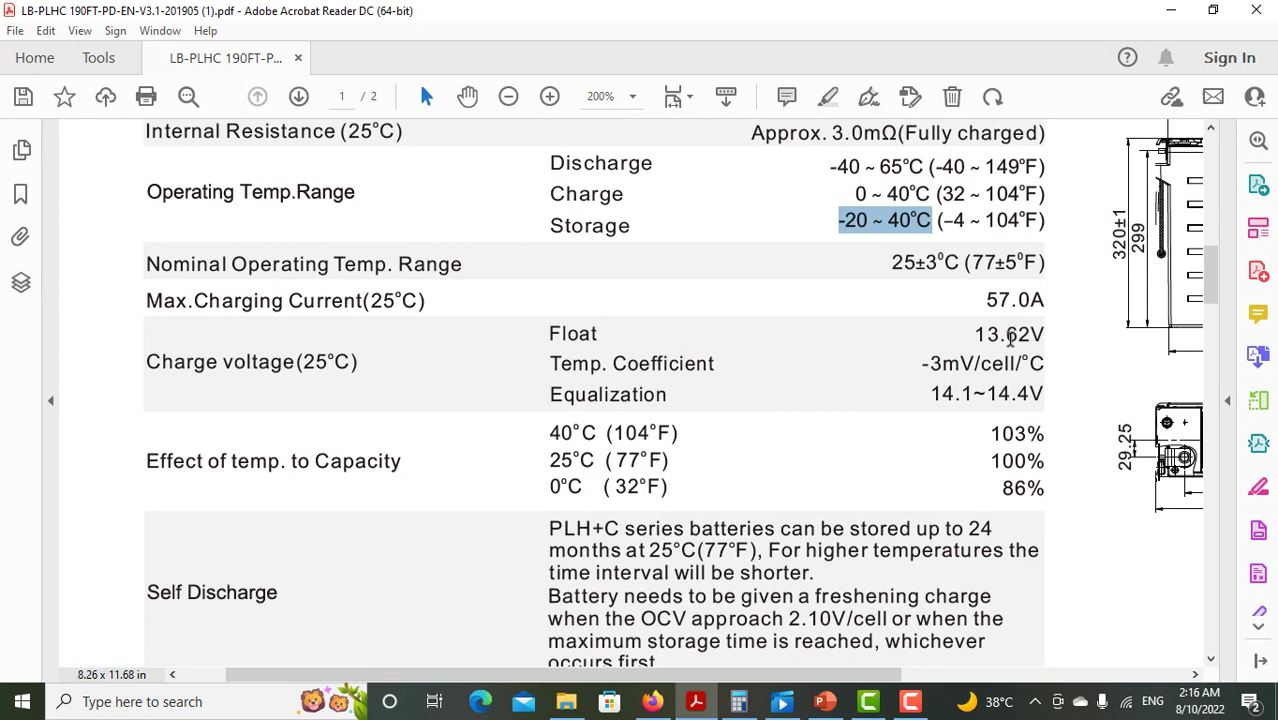 LB-PLHC 190FT-PD-EN-V3.1-201905 (1).pdf - Adobe Acrobat Reader DC (64-bit)
File Edit View Sign Window Help
Home Tools LB-PLHC 190FT-P... Sign In
1 / 2 200%
Internal Resistance (25°C) Approx. 3.0mΩ(Fully charged)
Operating Temp.Range
Discharge -40 ~ 65°C (-40 ~ 149°F)
Charge 0 ~ 40°C (32 ~ 104°F)
Storage -20 ~ 40°C (−4 ~ 104°F)
Nominal Operating Temp. Range 25±3⁰C (77±5⁰F)
Max.Charging Current(25°C) 57.0A
Charge voltage(25°C)
Float 13.62V
Temp. Coefficient -3mV/cell/°C
Equalization 14.1~14.4V
Effect of temp. to Capacity
40°C (104°F) 103%
25°C ( 77°F) 100%
0°C ( 32°F) 86%
Self Discharge
PLH+C series batteries can be stored up to 24
months at 25°C(77°F), For higher temperatures the
time interval will be shorter.
Battery needs to be given a freshening charge
when the OCV approach 2.10V/cell or when the
maximum storage time is reached, whichever
occurs first
320±1
299
29.25
8.26 x 11.68 in
Type here to search
38°C
ENG
2:16 AM
8/10/2022
2